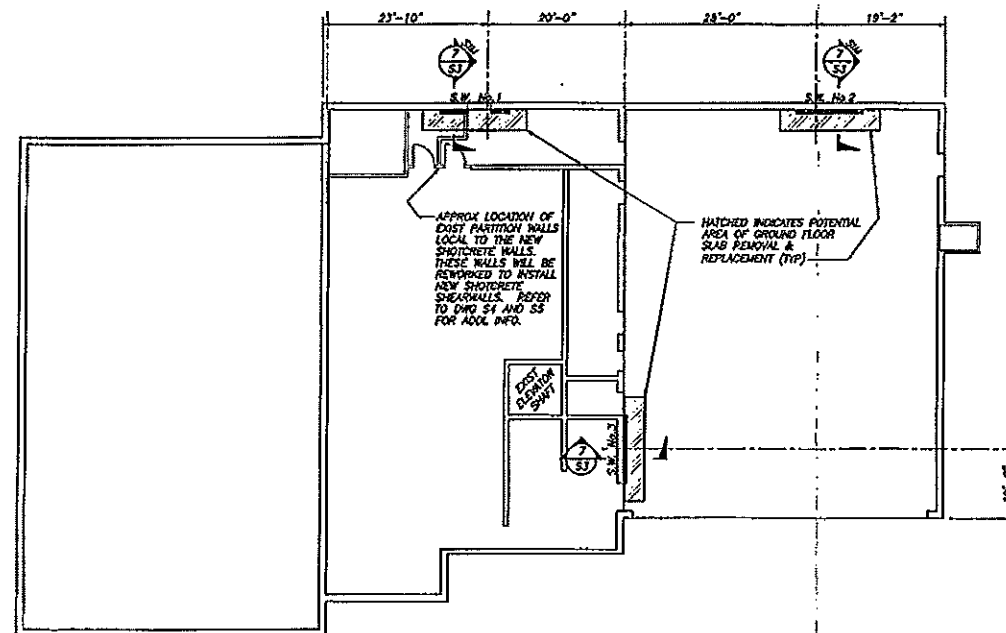 23'-10" 20'-0" 28'-0" 19'-2"
7 SW
S3
7 SW
S3
S.W. No.1
S.W. No.2
APPROX LOCATION OF
EXIST PARTITION WALLS
LOCAL TO THE NEW
SHOTCRETE WALLS.
THESE WALLS WILL BE
REWORKED TO INSTALL
NEW SHOTCRETE
SHEARWALLS. REFER
TO DWG S4 AND S5
FOR ADDL INFO.
HATCHED INDICATES POTENTIAL
AREA OF GROUND FLOOR
SLAB REMOVAL &
REPLACEMENT (TYP)
EXIST
ELEVATOR
SHAFT
7
S3
S.W. No.3